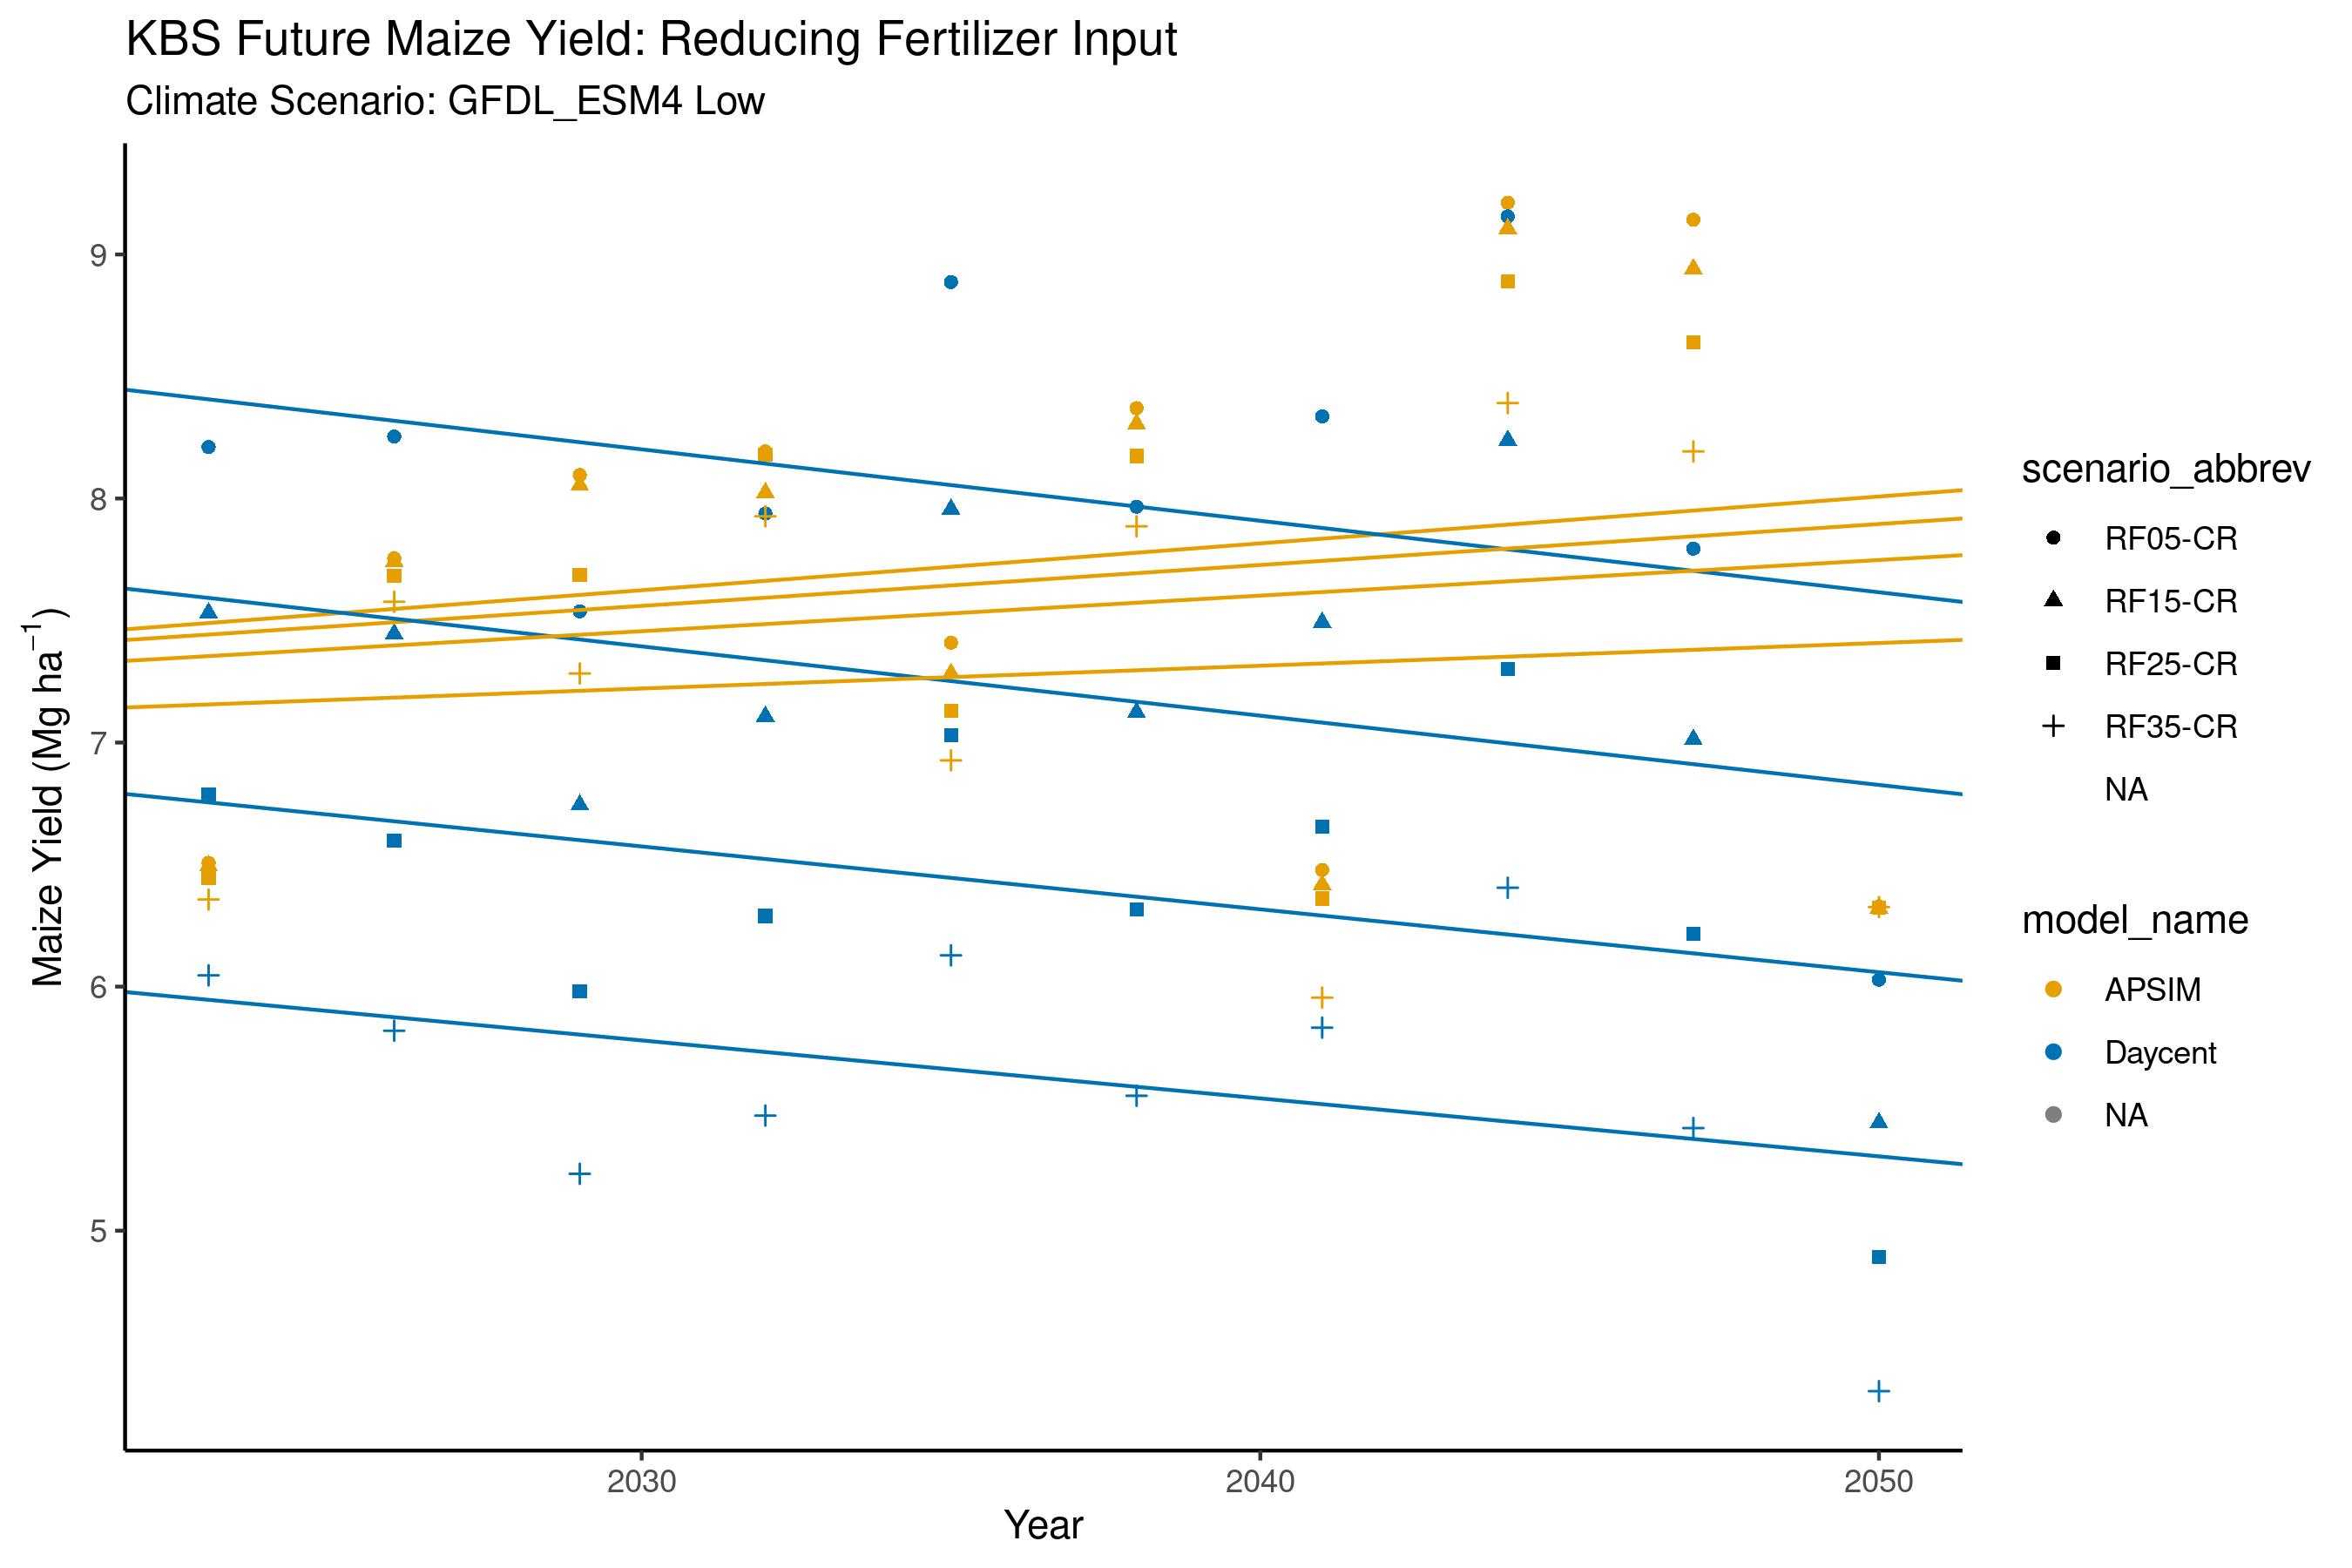 KBS Future Maize Yield: Reducing Fertilizer Input
Climate Scenario: GFDL_ESM4 Low
Maize Yield (Mg ha⁻¹)
9
8
7
6
5
2030
2040
2050
Year
scenario_abbrev
RF05-CR
RF15-CR
RF25-CR
RF35-CR
NA
model_name
APSIM
Daycent
NA